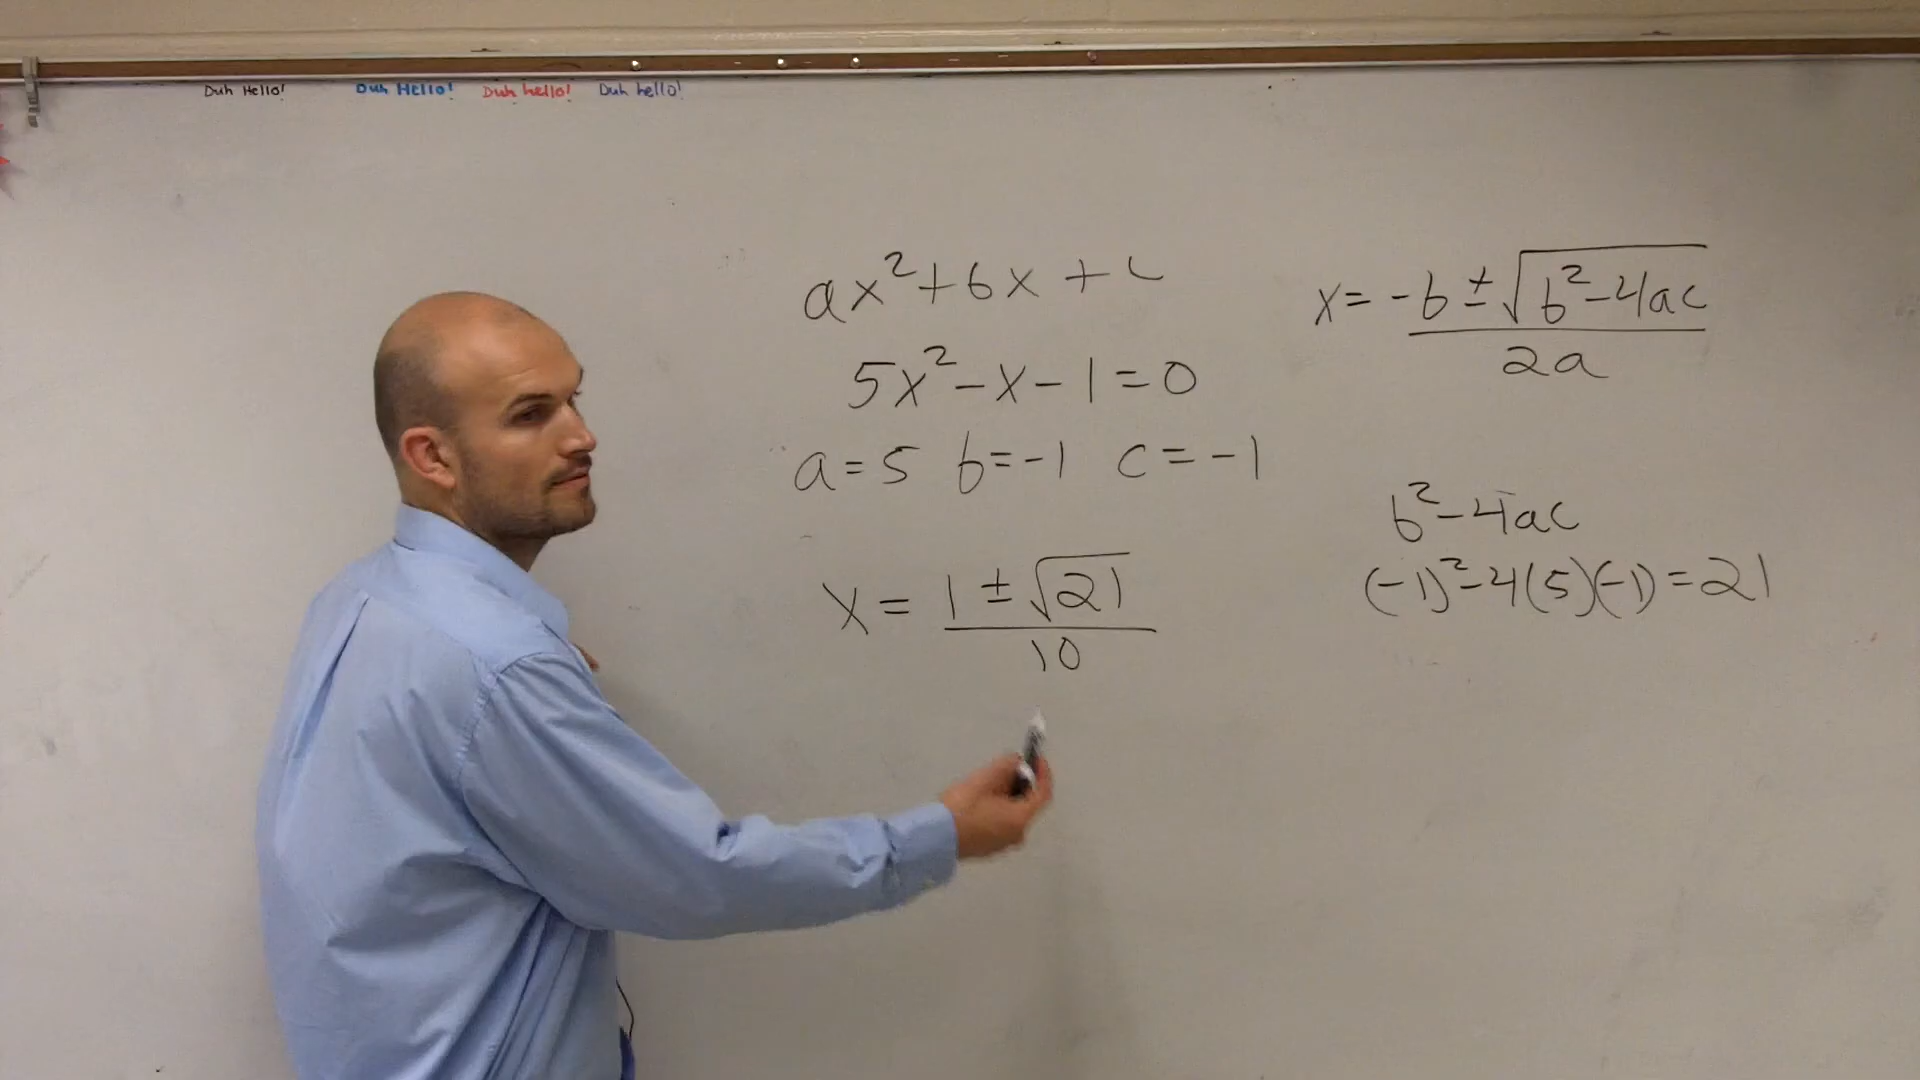 Duh Hello! Duh Hello! Duh hello! Duh hello!
ax²+bx+c
5x²-x-1=0
a=5 b=-1 c=-1
x = 1 ± √21
10
x= -b ± √b²-4ac
2a
b²-4ac
(-1)²-4(5)(-1)=21